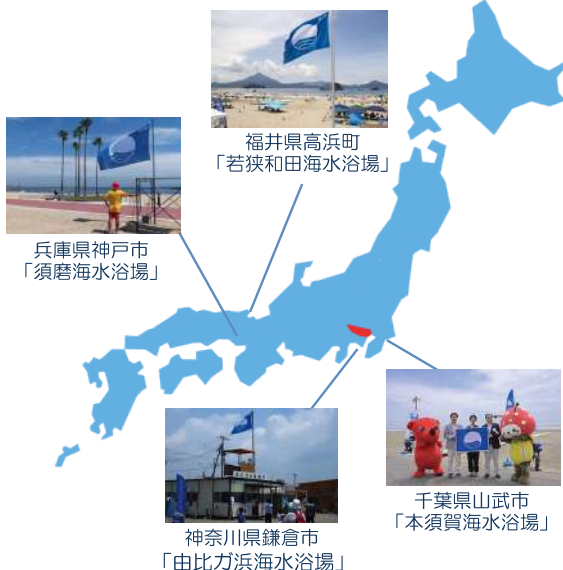 福井県高浜町
「若狭和田海水浴場」
兵庫県神戸市
「須磨海水浴場」
千葉県山武市
「本須賀海水浴場」
神奈川県鎌倉市
「由比ガ浜海水浴場」